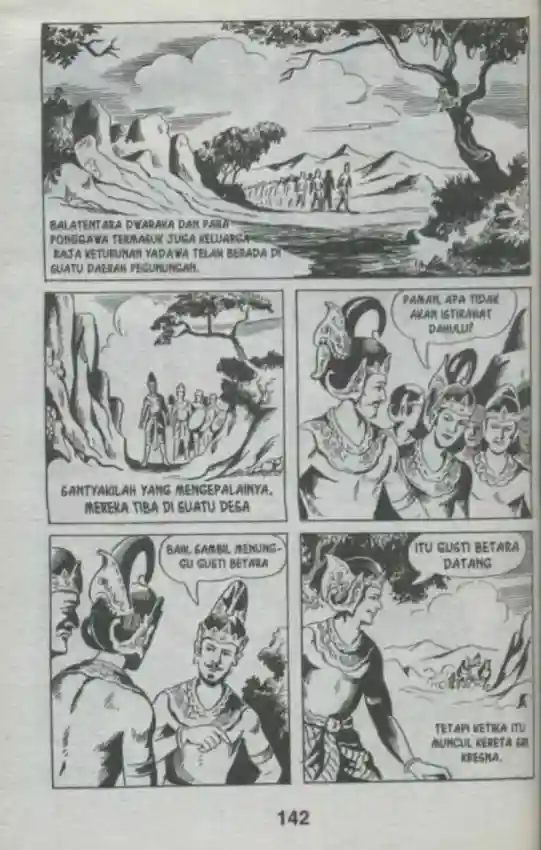 BALATENTARA DWARAKA DAN PARA
PONGGAWA TERMASUK JUGA KELUARGA
RAJA KETURUNAN YADAWA TELAH BERADA DI
SUATU DAERAH PEGUNUNGAN.
SANTYAKILAH YANG MENGEPALAINYA.
MEREKA TIBA DI SUATU DESA
PAMAN, APA TIDAK
AKAN ISTIRAHAT
DAHULU?
BAIK, SAMBIL MENUNG-
GU GUSTI BETARA
ITU GUSTI BETARA
DATANG
TETAPI KETIKA ITU
MUNCUL KERETA SRI
KRESNA.
142